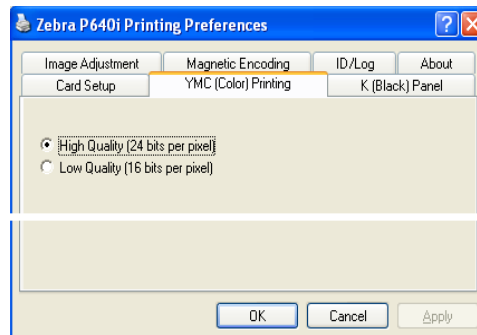 Zebra P640i Printing Preferences
Image Adjustment Magnetic Encoding ID/Log About
Card Setup YMC (Color) Printing K (Black) Panel
High Quality (24 bits per pixel)
Low Quality (16 bits per pixel)
OK Cancel Apply